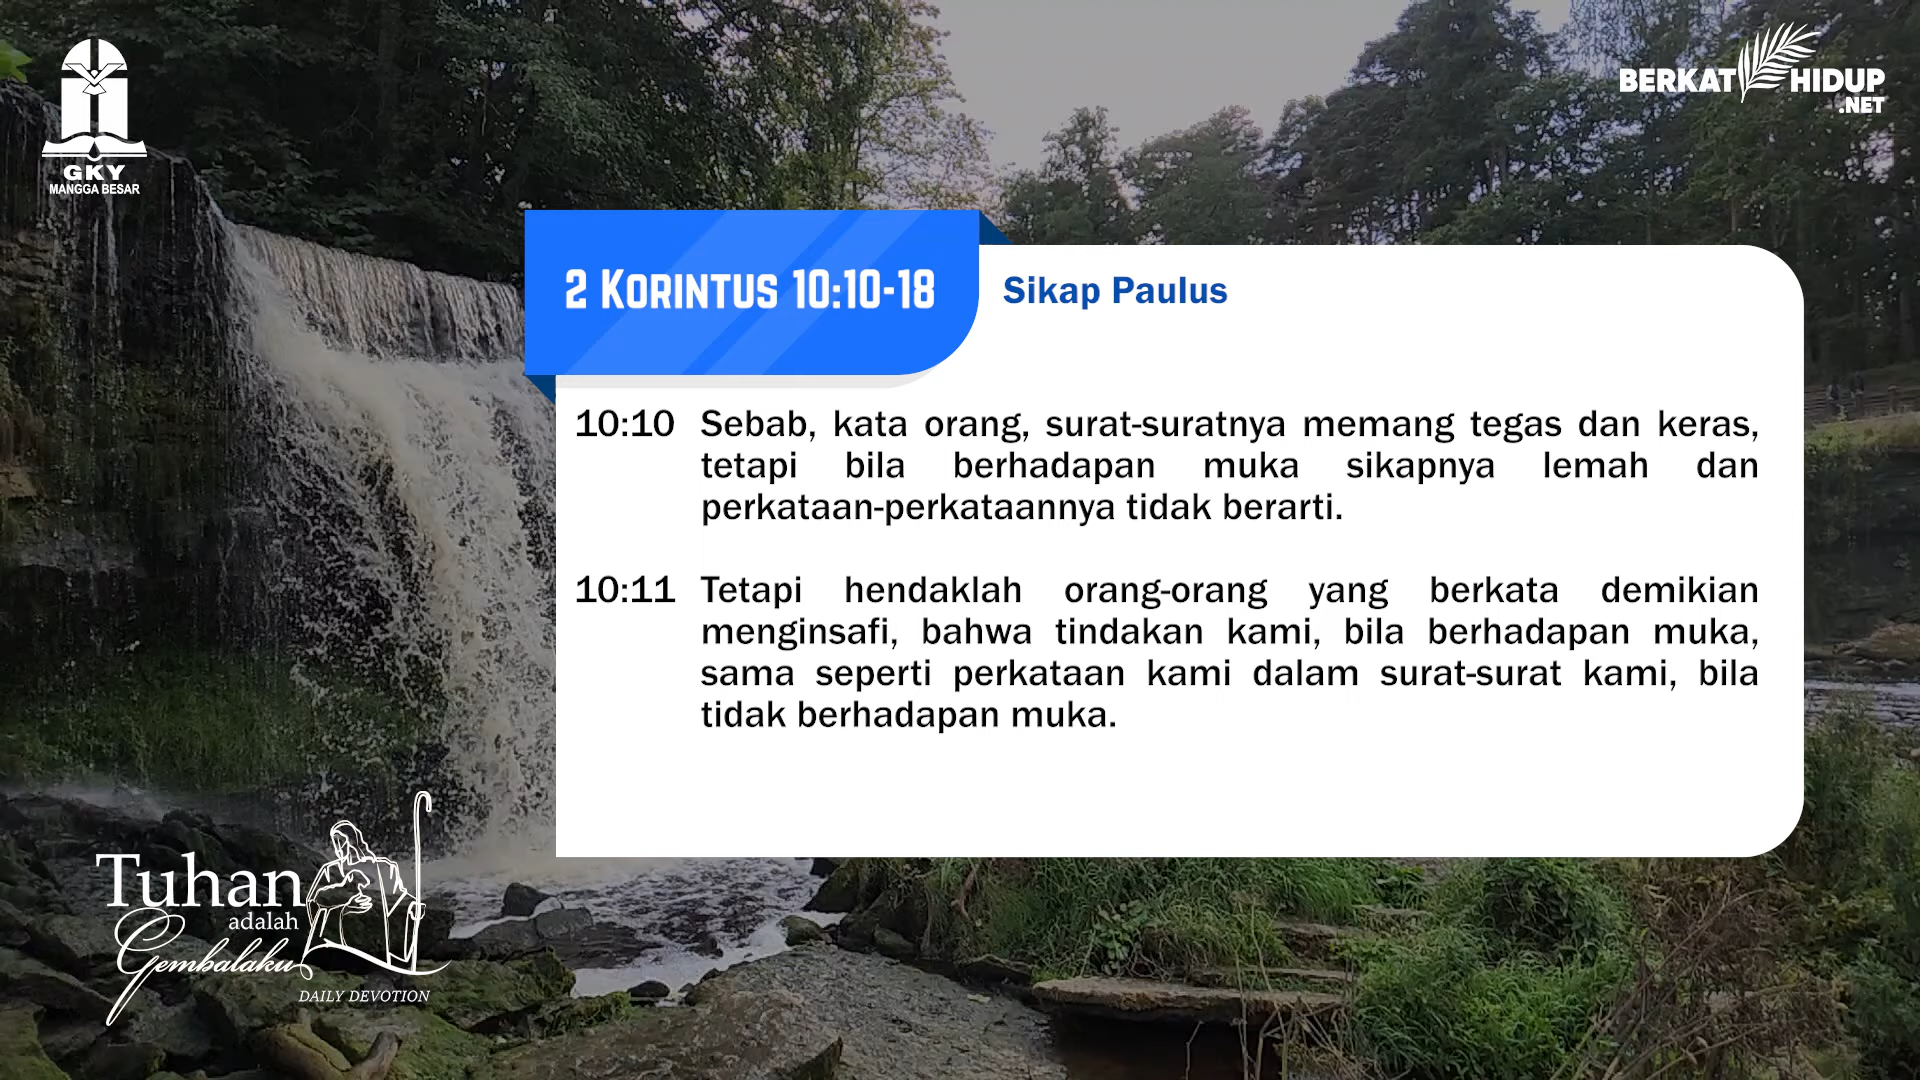 GKY
MANGGA BESAR
BERKAT HIDUP
.NET
2 KORINTUS 10:10-18
Sikap Paulus
10:10 Sebab, kata orang, surat-suratnya memang tegas dan keras,
tetapi bila berhadapan muka sikapnya lemah dan
perkataan-perkataannya tidak berarti.
10:11 Tetapi hendaklah orang-orang yang berkata demikian
menginsafi, bahwa tindakan kami, bila berhadapan muka,
sama seperti perkataan kami dalam surat-surat kami, bila
tidak berhadapan muka.
Tuhan
adalah
Gembalaku
DAILY DEVOTION